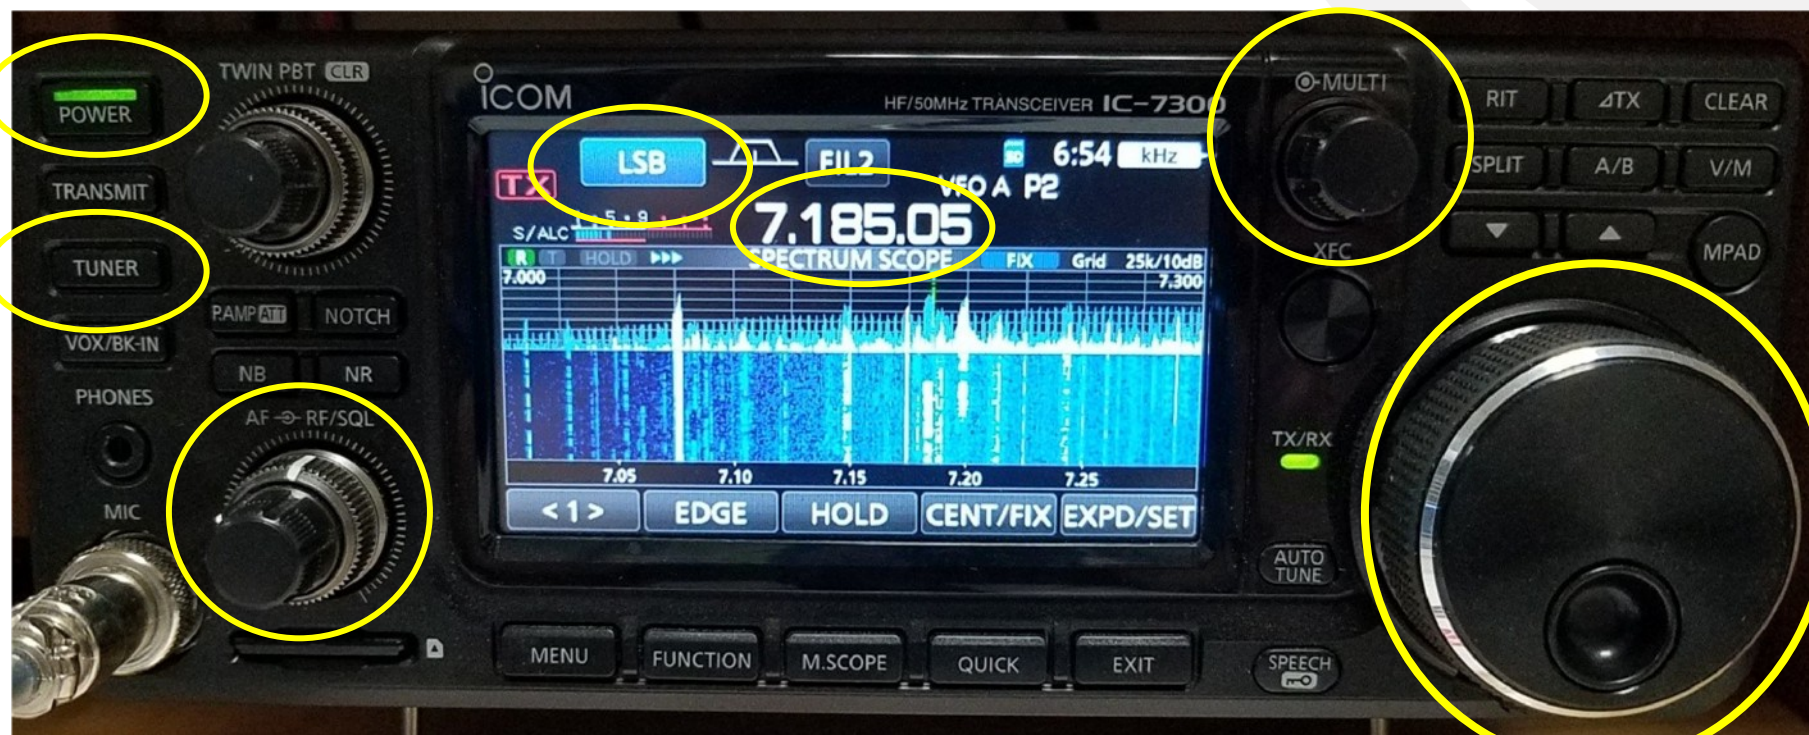 POWER
TRANSMIT
TUNER
VOX/BK-IN
PHONES
MIC
TWIN PBT CLR
P.AMP ATT NOTCH
NB NR
AF RF/SQL
ICOM
HF/50MHz TRANSCEIVER IC-7300
LSB FIL2 SD 6:54 kHz
TX VFO A P2
7.185.05
S/ALC 1 5 9
R T HOLD SPECTRUM SCOPE FIX Grid 25k/10dB
7.000 7.300
7.05 7.10 7.15 7.20 7.25
<1> EDGE HOLD CENT/FIX EXPD/SET
MENU FUNCTION M.SCOPE QUICK EXIT
MULTI
XFC
TX/RX
AUTO
TUNE
SPEECH
RIT ⊿TX CLEAR
SPLIT A/B V/M
MPAD